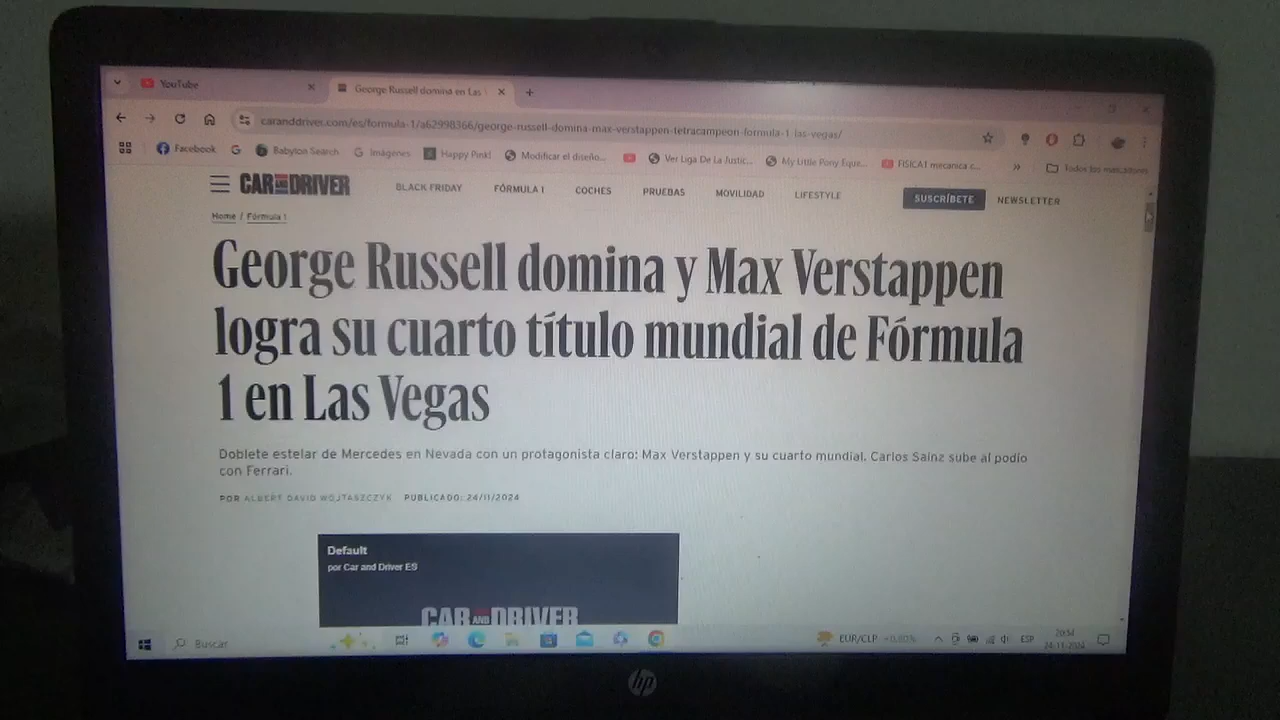 YouTube
George Russell domina en Las
caranddriver.com/es/formula-1/a62998366/george-russell-domina-max-verstappen-tetracampeon-formula-1-las-vegas/
Facebook
Babylon Search
Imágenes
Happy Pink!
Modificar el diseño...
Ver Liga De La Justic...
My Little Pony Eque...
FISICA1 mecanica c...
Todos los marcadores
CAR AND DRIVER
BLACK FRIDAY
FÓRMULA 1
COCHES
PRUEBAS
MOVILIDAD
LIFESTYLE
SUSCRÍBETE
NEWSLETTER
Home / Fórmula 1
George Russell domina y Max Verstappen
logra su cuarto título mundial de Fórmula
1 en Las Vegas
Doblete estelar de Mercedes en Nevada con un protagonista claro: Max Verstappen y su cuarto mundial. Carlos Sainz sube al podio
con Ferrari.
POR ALBERT DAVID WOJTASZCZYK PUBLICADO: 24/11/2024
Default
por Car and Driver ES
CAR AND DRIVER
Buscar
EUR/CLP +0,80%
ESP
20:54
24-11-2024
hp